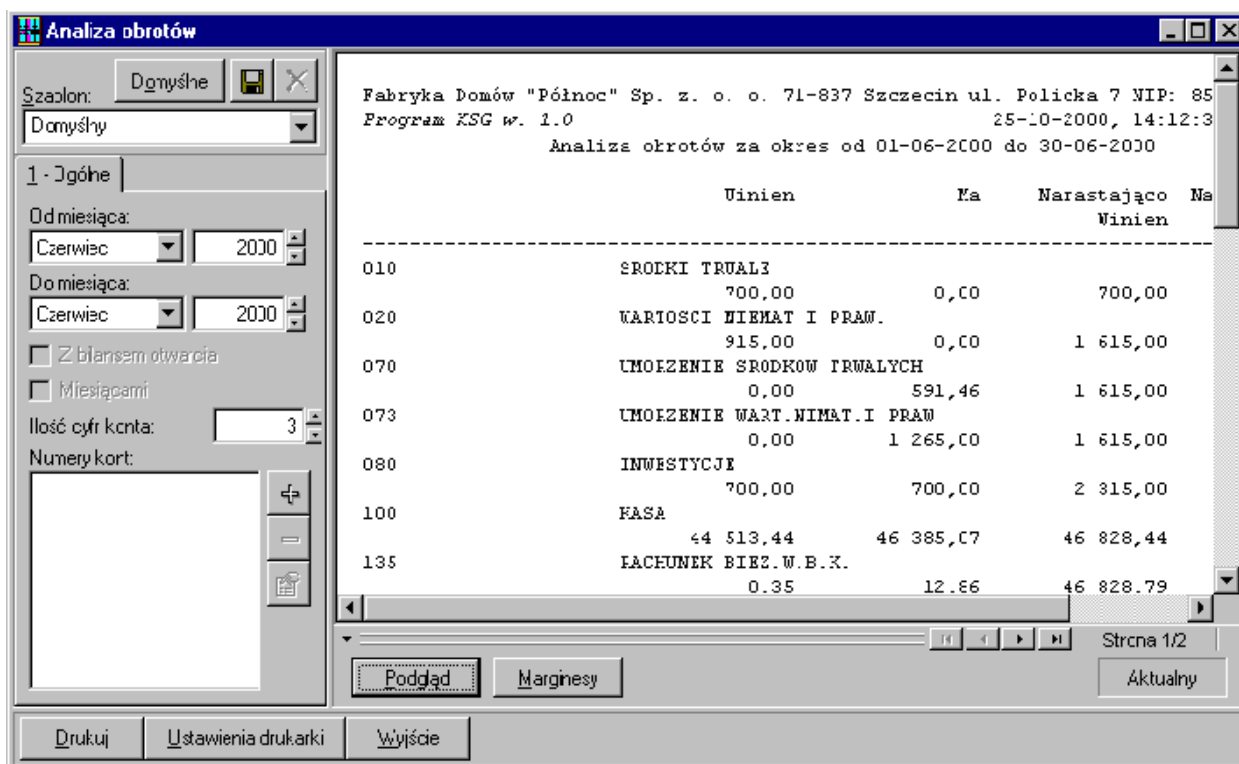 Analiza obrotów
Szablon:
Domyślne
Domyślny
1 - Ogólne
Od miesiąca:
Czerwiec 2000
Do miesiąca:
Czerwiec 2000
Z bilansem otwarcia
Miesiącami
Ilość cyfr konta: 3
Numery kont:
Fabryka Domów "Północ" Sp. z. o. o. 71-837 Szczecin ul. Policka 7 NIP: 85
Program KSG w. 1.0 25-10-2000, 14:12:3
Analiza obrotów za okres od 01-06-2000 do 30-06-2000
Winien Ma Narastająco Na
Winien
010 SRODKI TRWALE
700,00 0,00 700,00
020 WARTOSCI NIEMAT I PRAW.
915,00 0,00 1 615,00
070 UMORZENIE SRODKOW TRWALYCH
0,00 591,46 1 615,00
073 UMORZENIE WART.NIMAT.I PRAW
0,00 1 265,00 1 615,00
080 INWESTYCJE
700,00 700,00 2 315,00
100 KASA
44 513,44 46 385,07 46 828,44
135 RACHUNEK BIEZ.W.B.K.
0,35 12,86 46 828,79
Strona 1/2
Podgląd
Marginesy
Aktualny
Drukuj
Ustawienia drukarki
Wyjście